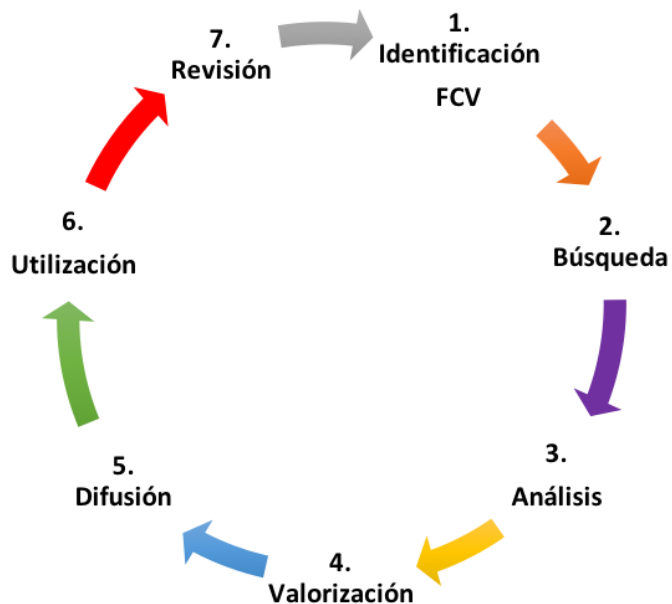 1.
Identificación
FCV
2.
Búsqueda
3.
Análisis
4.
Valorización
5.
Difusión
6.
Utilización
7.
Revisión